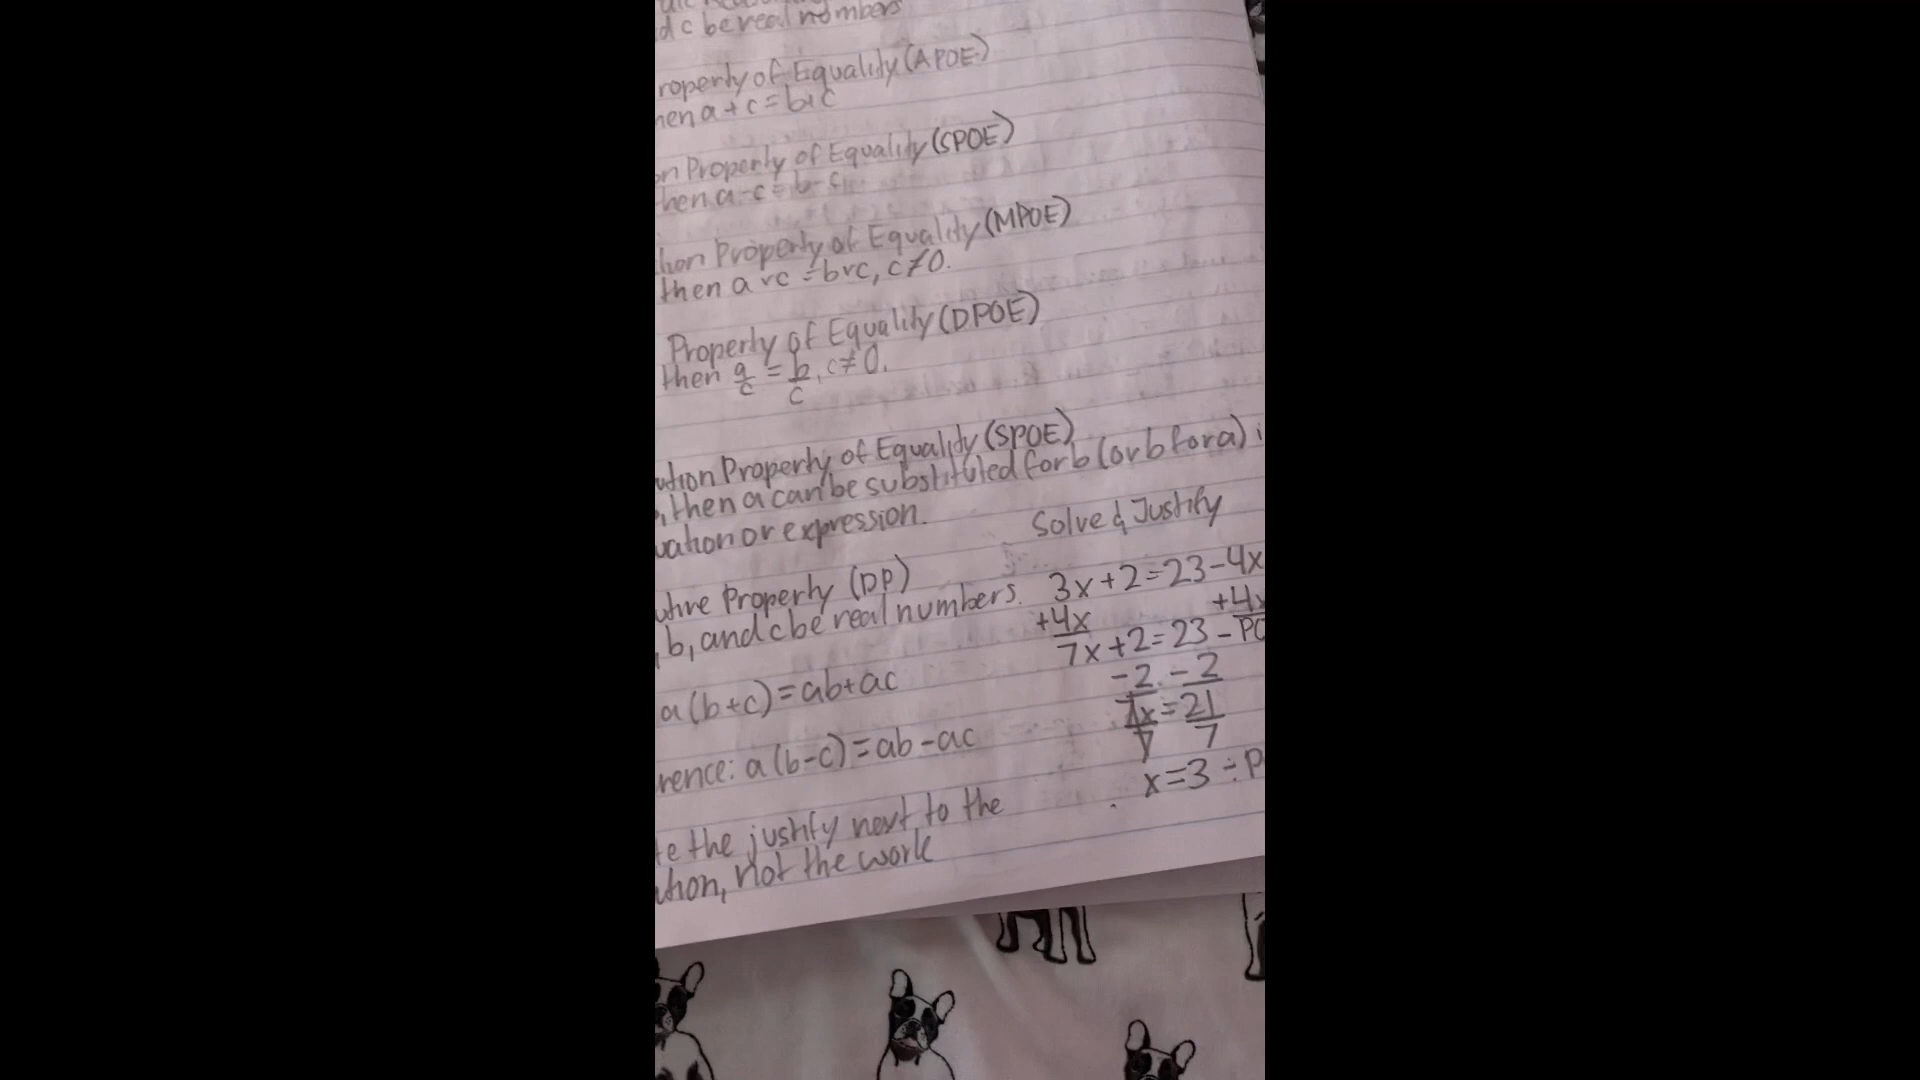 d c be real numbers
roperty of Equality (APOE)
hen a + c = b+c
on Property of Equality (SPOE)
hen a-c = b-c
Property of Equality (MPOE)
then a × c = b×c, c≠0.
Property of Equality (DPOE)
then a/c = b/c, c≠0.
ution Property of Equality (SPOE)
, then a can be substituted for b (or b for a) i
uation or expression.
Solve & Justify
utive Property (DP)
, b, and c be real numbers.
3x+2=23-4x
+4x +4x
7x+2=23 - PO
-2 -2
7x = 21
7 7
x=3 ÷P
a(b+c)=ab+ac
rence: a(b-c)=ab-ac
te the justify next to the
ation, not the work